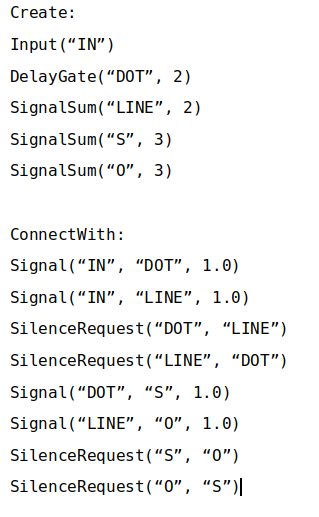 Create:
Input(“IN”)
DelayGate(“DOT”, 2)
SignalSum(“LINE”, 2)
SignalSum(“S”, 3)
SignalSum(“O”, 3)

ConnectWith:
Signal(“IN”, “DOT”, 1.0)
Signal(“IN”, “LINE”, 1.0)
SilenceRequest(“DOT”, “LINE”)
SilenceRequest(“LINE”, “DOT”)
Signal(“DOT”, “S”, 1.0)
Signal(“LINE”, “O”, 1.0)
SilenceRequest(“S”, “O”)
SilenceRequest(“O”, “S”)